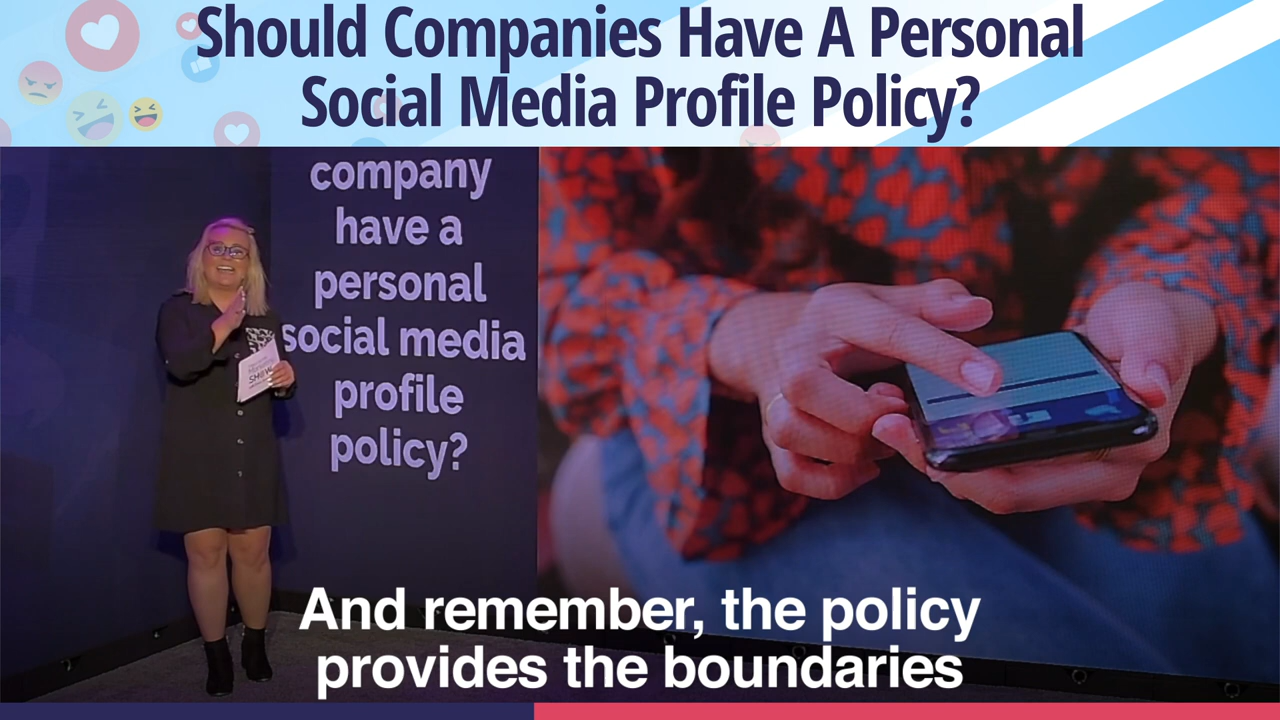 Should Companies Have A Personal
Social Media Profile Policy?
company
have a
personal
social media
profile
policy?
SHOW
And remember, the policy
provides the boundaries